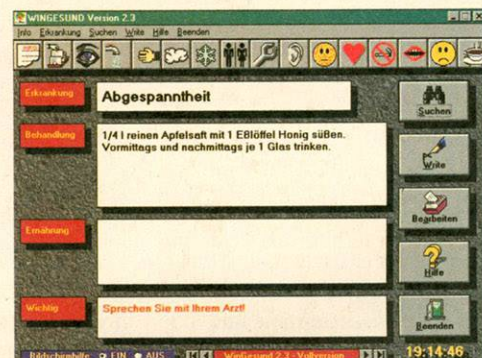 WINGESUND Version 2.3
Info Erkrankung Suchen Write Hilfe Beenden
Erkrankung
Abgespanntheit
Suchen
Behandlung
1/4 l reinen Apfelsaft mit 1 Eßlöffel Honig süßen.
Vormittags und nachmittags je 1 Glas trinken.
Write
Bearbeiten
Ernährung
Hilfe
Wichtig
Sprechen Sie mit Ihrem Arzt!
Beenden
Bildschirmhilfe EIN AUS WinGesund 2.3 - Vollversion 19:14:46